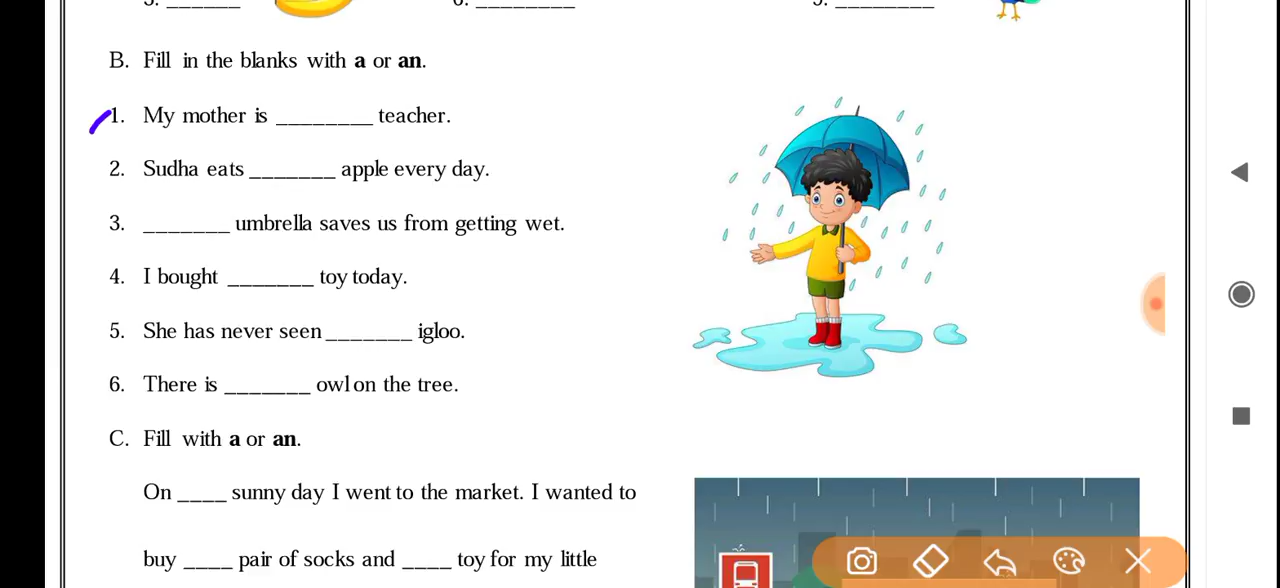 B. Fill in the blanks with a or an.
1. My mother is ________ teacher.
2. Sudha eats _______ apple every day.
3. _______ umbrella saves us from getting wet.
4. I bought _______ toy today.
5. She has never seen _______ igloo.
6. There is _______ owl on the tree.
C. Fill with a or an.
On ____ sunny day I went to the market. I wanted to
buy ____ pair of socks and ____ toy for my little